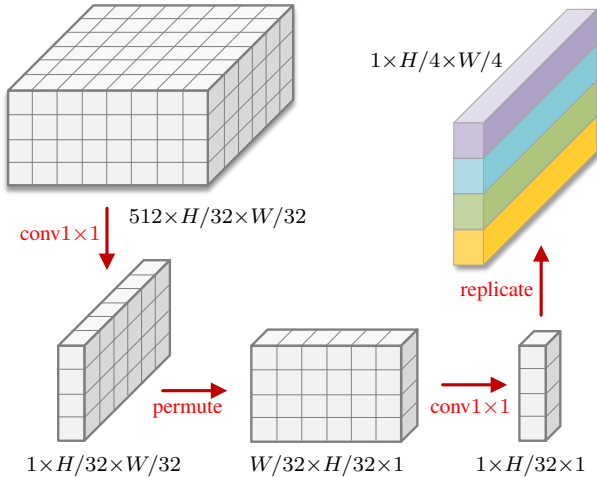 1×H/4×W/4
512×H/32×W/32
conv1×1
replicate
permute
conv1×1
1×H/32×W/32
W/32×H/32×1
1×H/32×1